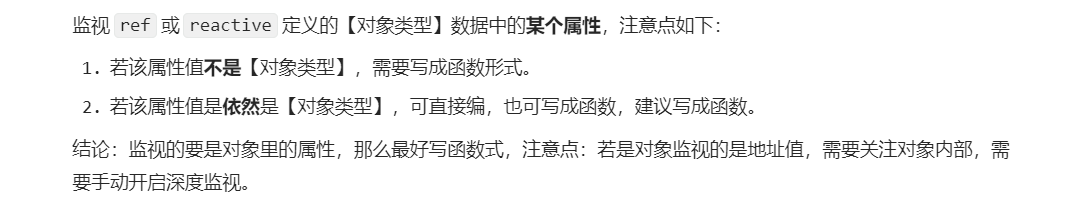 监视 ref 或 reactive 定义的【对象类型】数据中的某个属性，注意点如下：
1. 若该属性值不是【对象类型】，需要写成函数形式。
2. 若该属性值是依然是【对象类型】，可直接编，也可写成函数，建议写成函数。
结论：监视的要是对象里的属性，那么最好写函数式，注意点：若是对象监视的是地址值，需要关注对象内部，需
要手动开启深度监视。